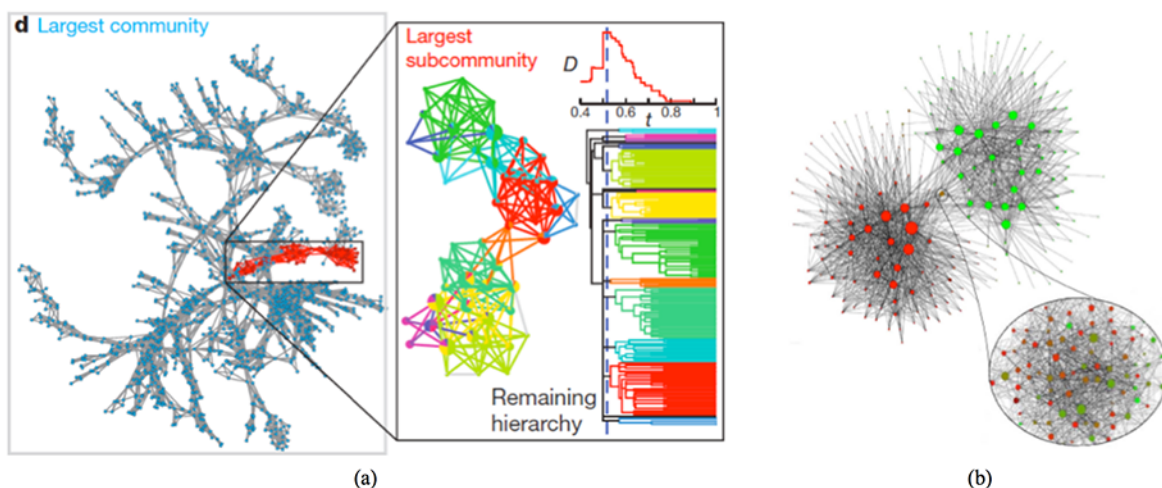 d Largest community
Largest
subcommunity
D
0.4 0.6 0.8 1
t
Remaining
hierarchy
(a)
(b)